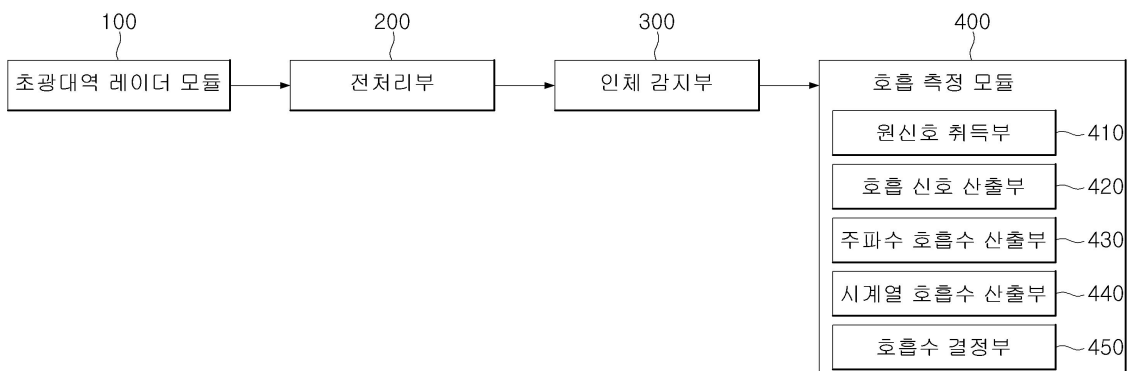 100
200
300
400
초광대역 레이더 모듈
전처리부
인체 감지부
호흡 측정 모듈
원신호 취득부
410
호흡 신호 산출부
420
주파수 호흡수 산출부
430
시계열 호흡수 산출부
440
호흡수 결정부
450